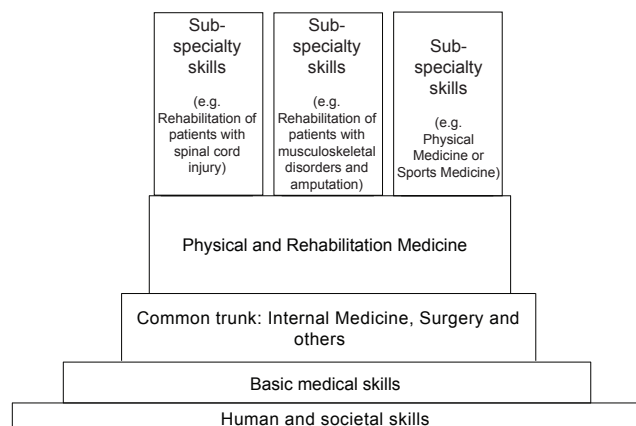 Sub-
specialty
skills
(e.g.
Rehabilitation of
patients with
spinal cord
injury)
Sub-
specialty
skills
(e.g.
Rehabilitation of
patients with
musculoskeletal
disorders and
amputation)
Sub-
specialty
skills
(e.g.
Physical
Medicine or
Sports Medicine)
Physical and Rehabilitation Medicine
Common trunk: Internal Medicine, Surgery and
others
Basic medical skills
Human and societal skills